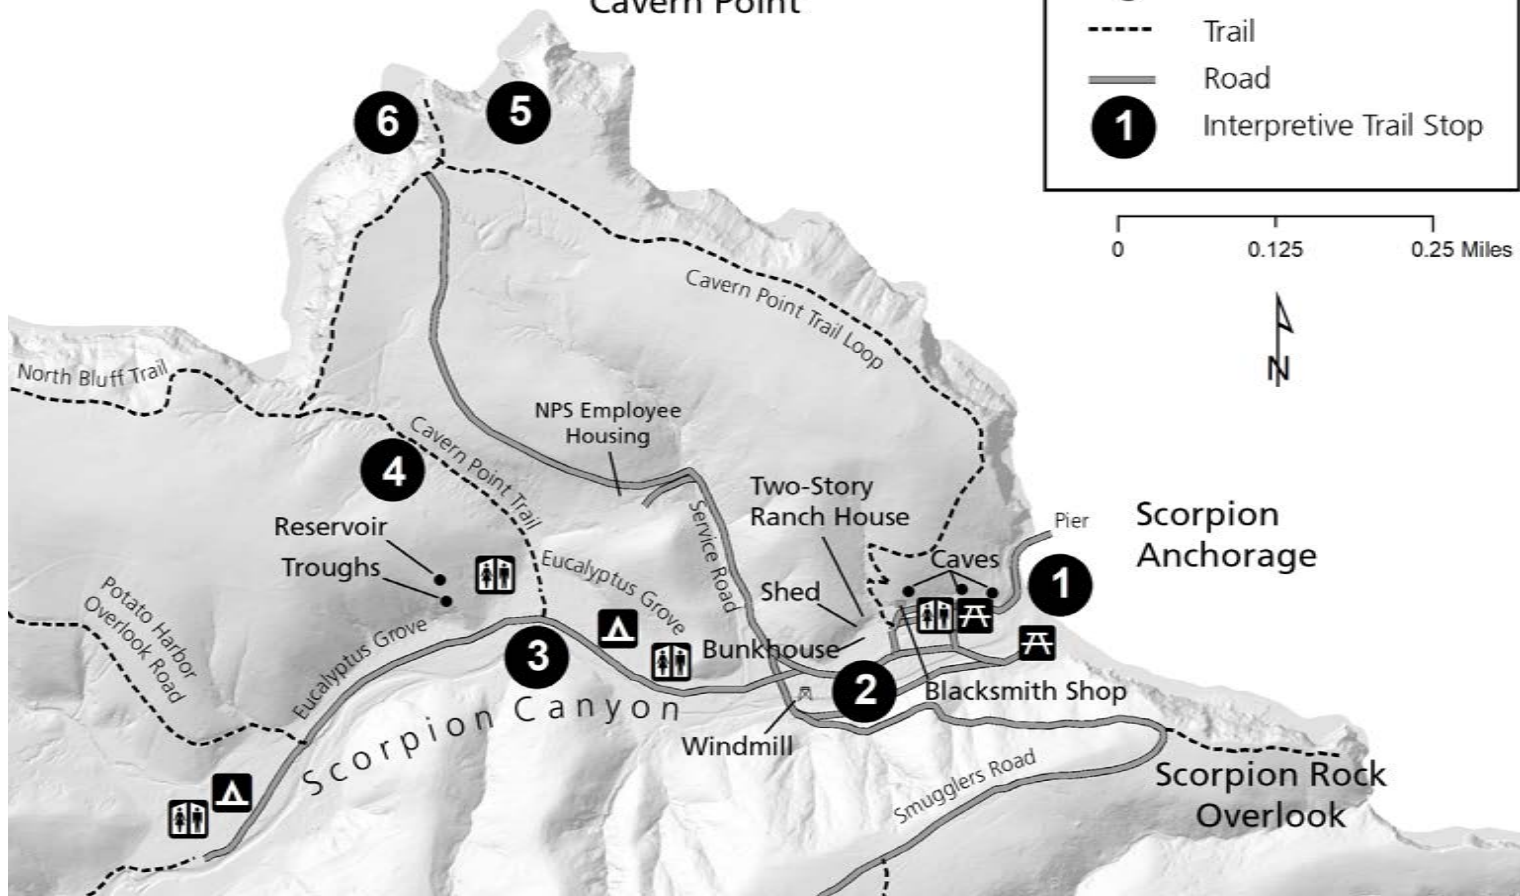 Cavern Point
Trail
Road
1
Interpretive Trail Stop
0
0.125
0.25 Miles
N
6
5
Cavern Point Trail Loop
North Bluff Trail
NPS Employee
Housing
Cavern Point Trail
4
Two-Story
Ranch House
Service Road
Pier
Scorpion
Anchorage
Reservoir
Troughs
Eucalyptus Grove
Caves
1
Shed
Potato Harbor
Overlook Road
Eucalyptus Grove
3
Bunkhouse
2
Blacksmith Shop
Scorpion Canyon
Windmill
Smugglers Road
Scorpion Rock
Overlook